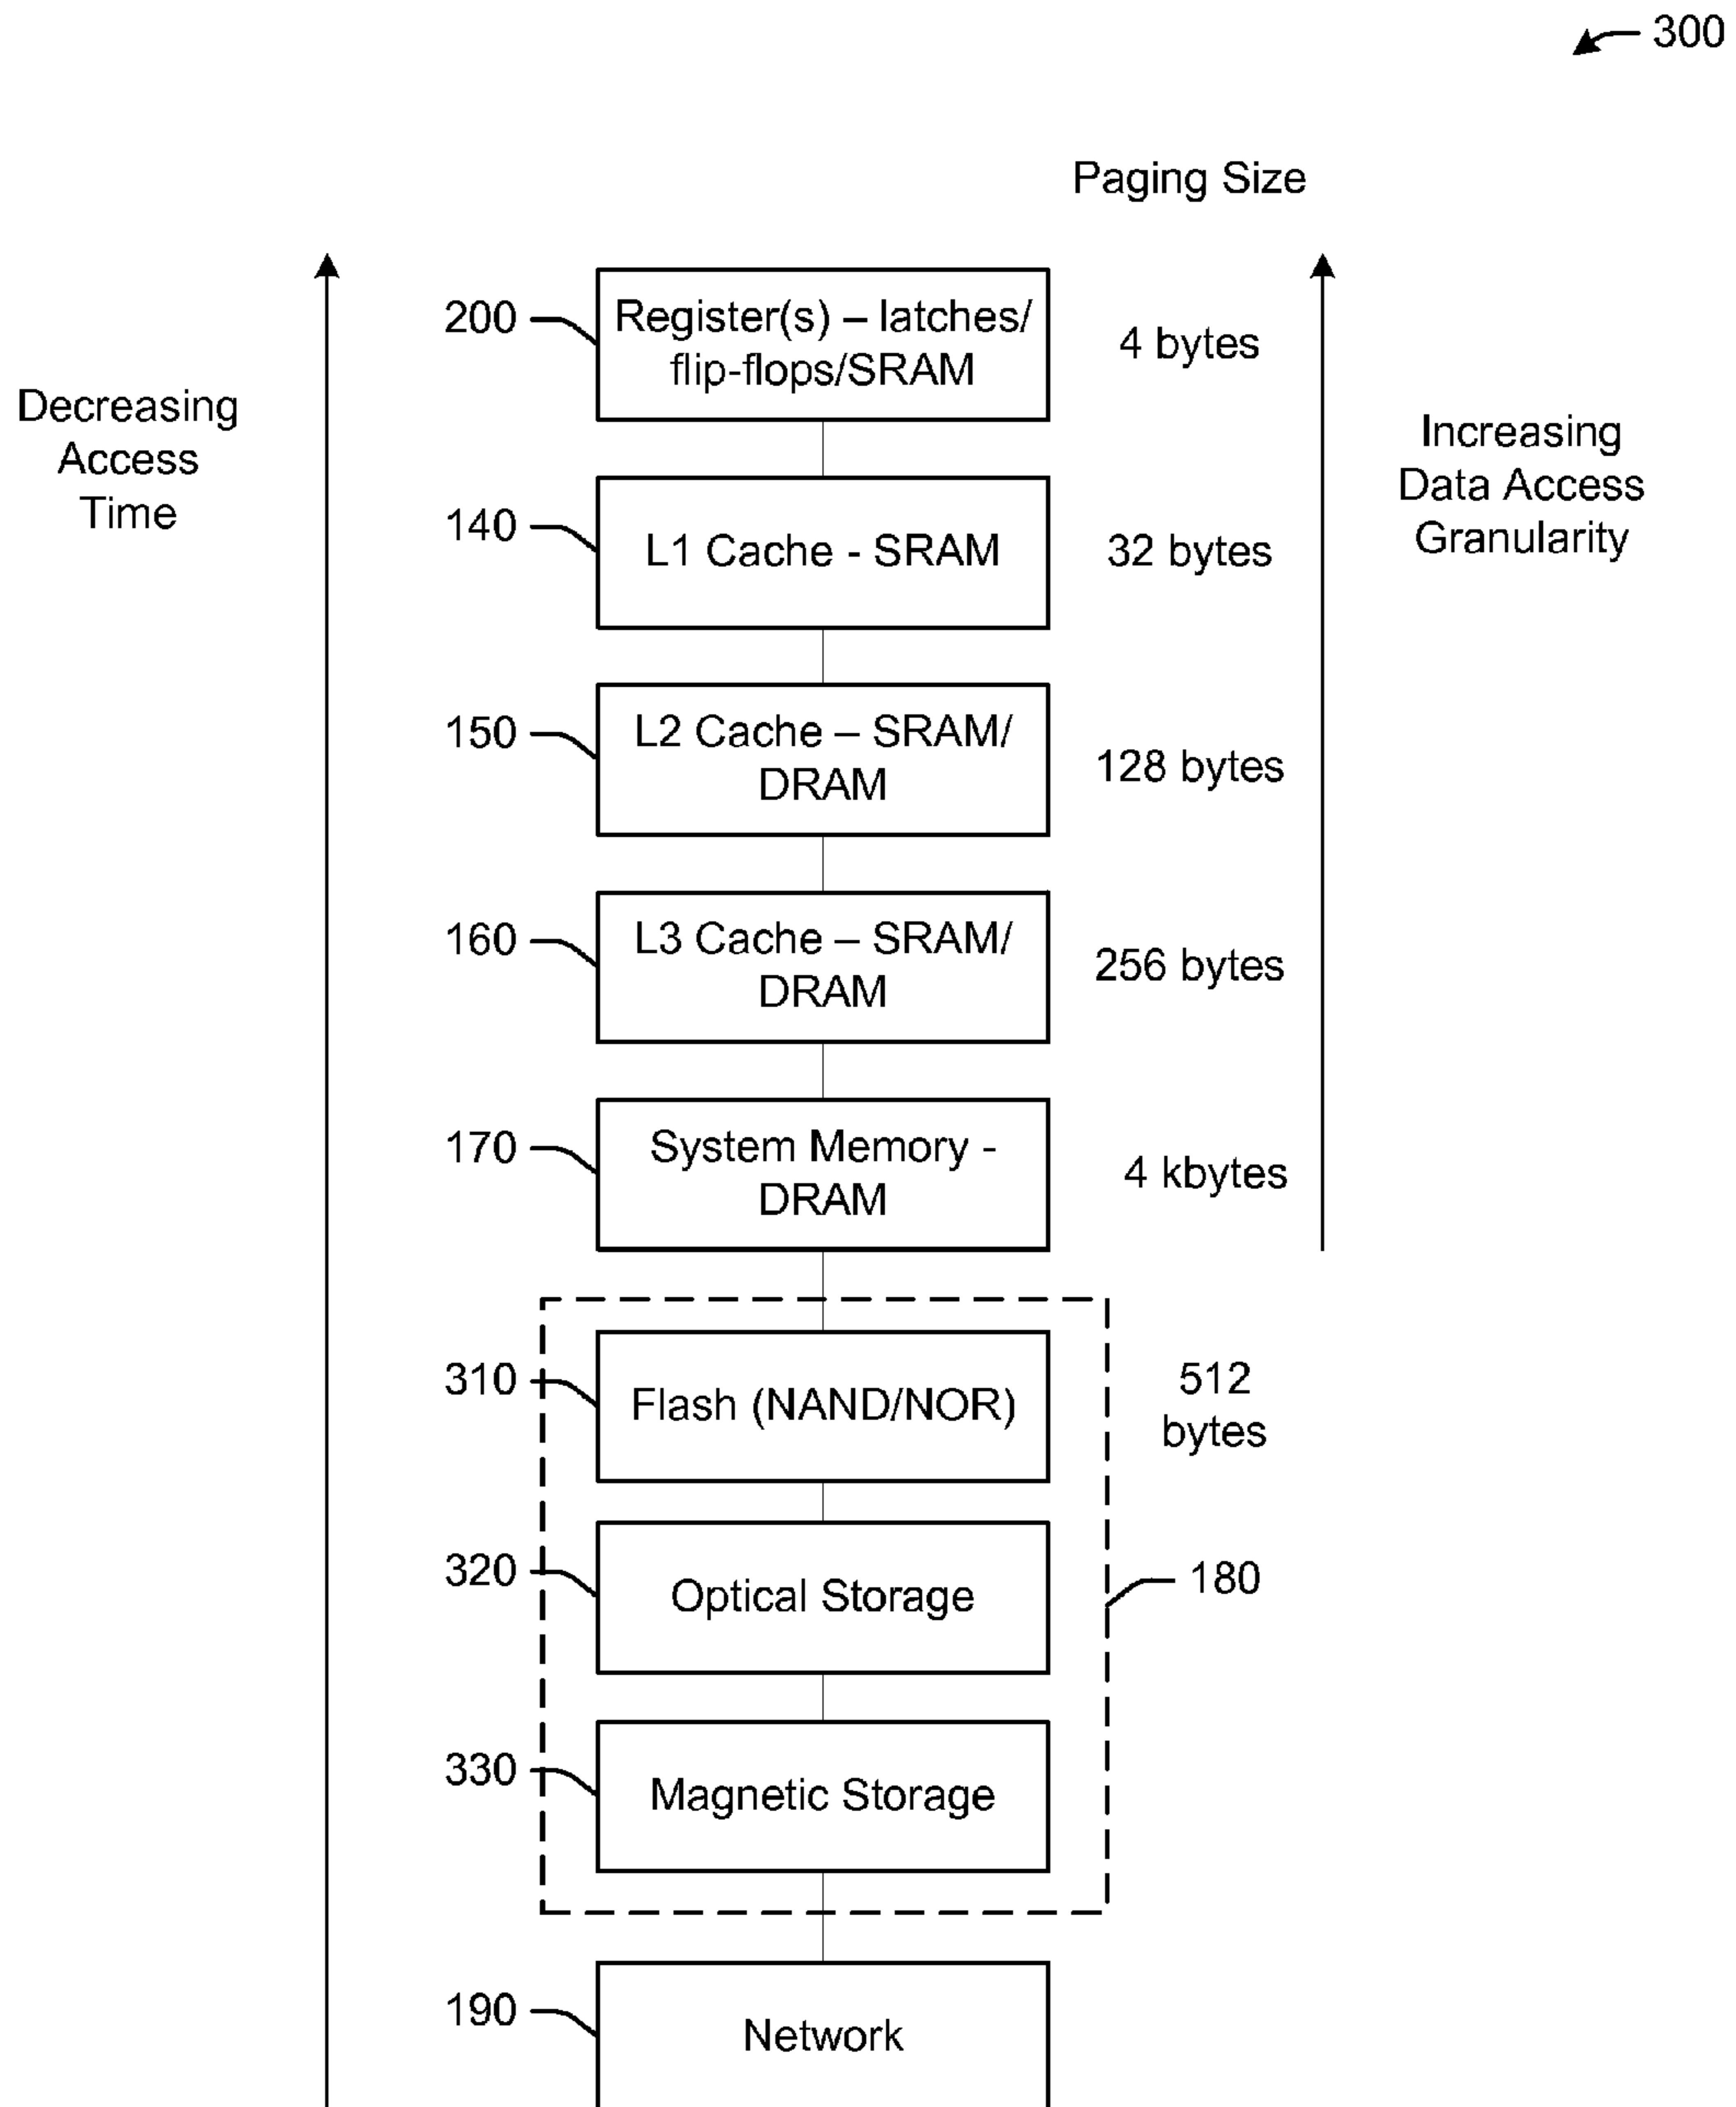 300
Paging Size
200
Register(s) – latches/
flip-flops/SRAM
4 bytes
Decreasing
Access
Time
Increasing
Data Access
Granularity
140
L1 Cache - SRAM
32 bytes
150
L2 Cache – SRAM/
DRAM
128 bytes
160
L3 Cache – SRAM/
DRAM
256 bytes
170
System Memory -
DRAM
4 kbytes
310
Flash (NAND/NOR)
512
bytes
320
Optical Storage
180
330
Magnetic Storage
190
Network